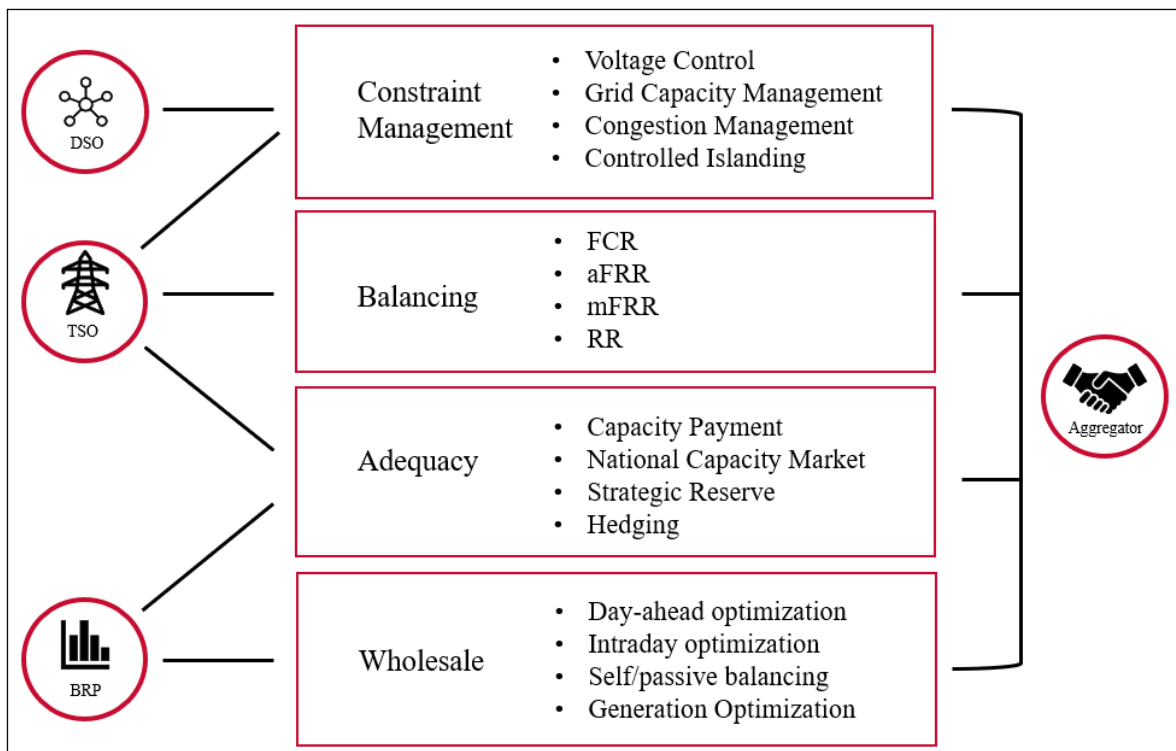 DSO
TSO
BRP
Constraint
Management
• Voltage Control
• Grid Capacity Management
• Congestion Management
• Controlled Islanding
Balancing
• FCR
• aFRR
• mFRR
• RR
Adequacy
• Capacity Payment
• National Capacity Market
• Strategic Reserve
• Hedging
Wholesale
• Day-ahead optimization
• Intraday optimization
• Self/passive balancing
• Generation Optimization
Aggregator